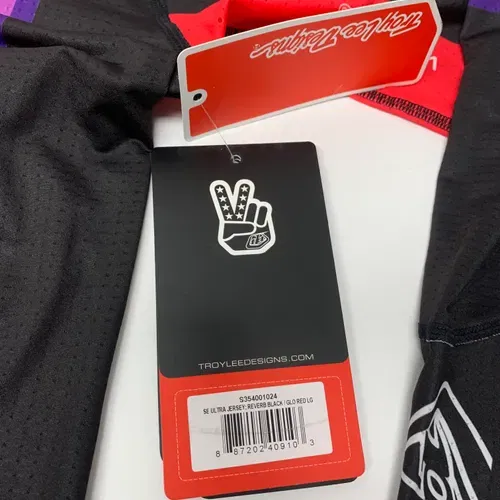 Troy Lee Designs
TROYLEEDESIGNS.COM
S354001024
SE ULTRA JERSEY; REVERB BLACK / GLO RED LG
8 87202 40910 3